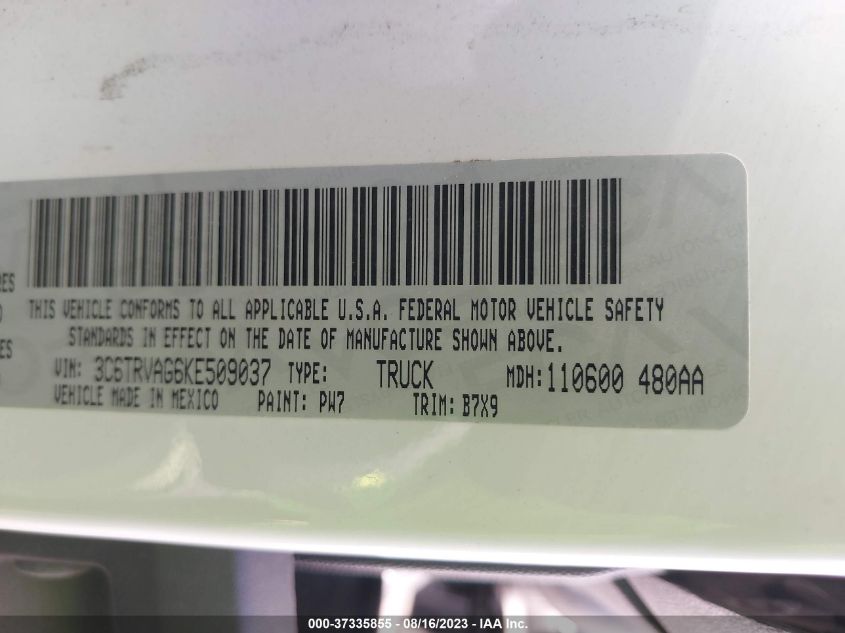 THIS VEHICLE CONFORMS TO ALL APPLICABLE U.S.A. FEDERAL MOTOR VEHICLE SAFETY
STANDARDS IN EFFECT ON THE DATE OF MANUFACTURE SHOWN ABOVE.
VIN: 3C6TRVAG6KE509037 TYPE: TRUCK MDH: 110600 480AA
VEHICLE MADE IN MEXICO PAINT: PW7 TRIM: B7X9
000-37335855 - 08/16/2023 - IAA Inc.